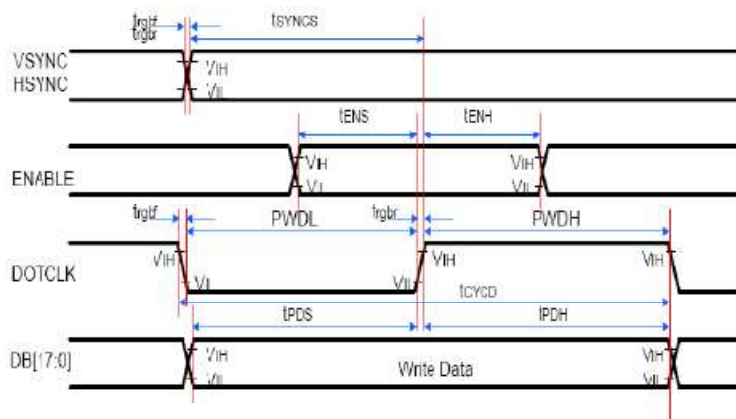 trgbf
trgbr
tSYNCS
VSYNC
HSYNC
VIH
VIL
tENS
tENH
ENABLE
VIH
VIL
VIH
VIL
trgbf
PWDL
trgbr
PWDH
DOTCLK
VIH
VIL
VIL
VIH
VIH
tCYCD
tPDS
tPDH
DB[17:0]
VIH
VIL
Write Data
VIH
VIL